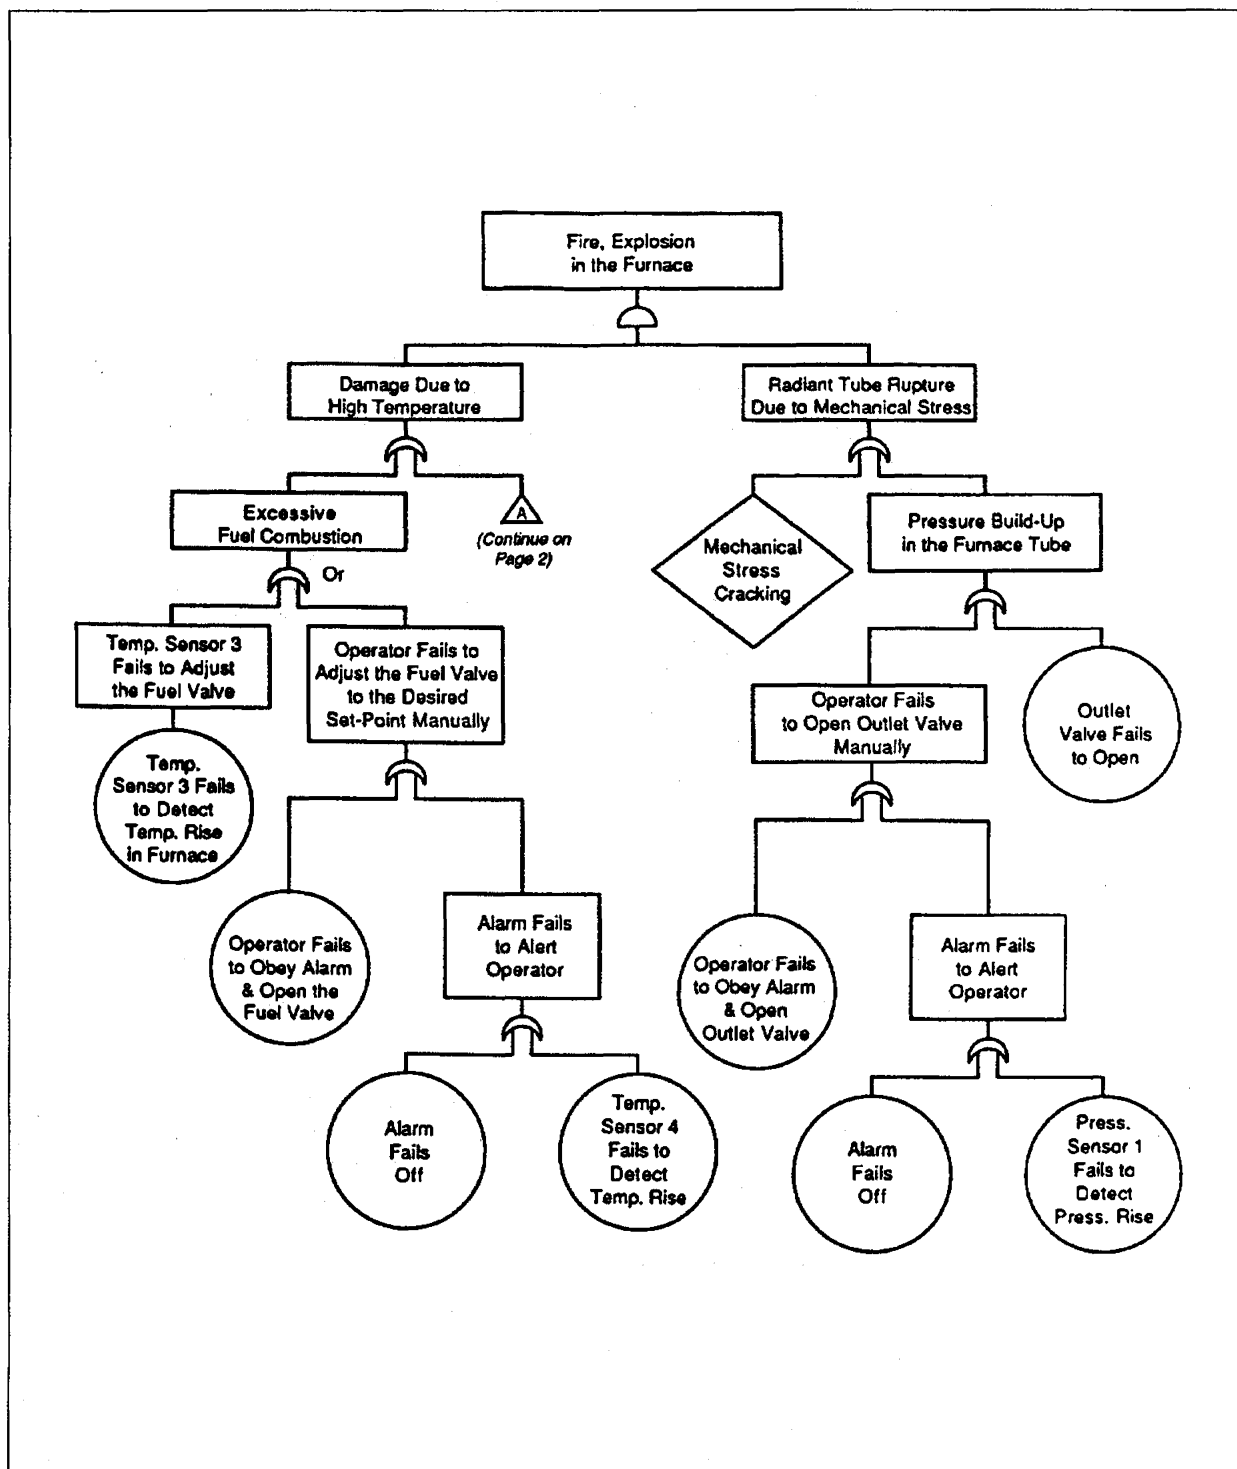 Fire, Explosion
in the Furnace
Damage Due to
High Temperature
Radiant Tube Rupture
Due to Mechanical Stress
Excessive
Fuel Combustion
A
(Continue on
Page 2)
Mechanical
Stress
Cracking
Pressure Build-Up
in the Furnace Tube
Or
Temp. Sensor 3
Fails to Adjust
the Fuel Valve
Operator Fails to
Adjust the Fuel Valve
to the Desired
Set-Point Manually
Operator Fails
to Open Outlet Valve
Manually
Outlet
Valve Fails
to Open
Temp.
Sensor 3 Fails
to Detect
Temp. Rise
in Furnace
Operator Fails
to Obey Alarm
& Open the
Fuel Valve
Alarm Fails
to Alert
Operator
Operator Fails
to Obey Alarm
& Open
Outlet Valve
Alarm Fails
to Alert
Operator
Alarm
Fails
Off
Temp.
Sensor 4
Fails to
Detect
Temp. Rise
Alarm
Fails
Off
Press.
Sensor 1
Fails to
Detect
Press. Rise